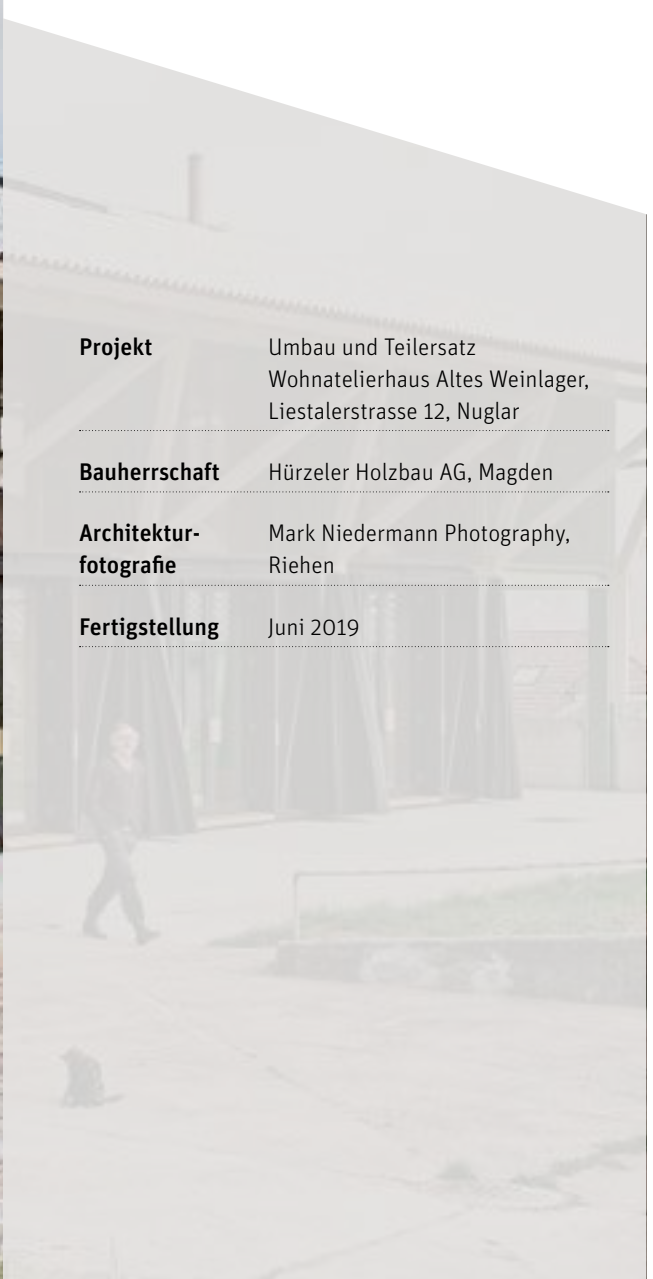 Projekt Umbau und Teilersatz
Wohnatelierhaus Altes Weinlager,
Liestalerstrasse 12, Nuglar
Bauherrschaft Hürzeler Holzbau AG, Magden
Architektur- Mark Niedermann Photography,
fotografie Riehen
Fertigstellung Juni 2019